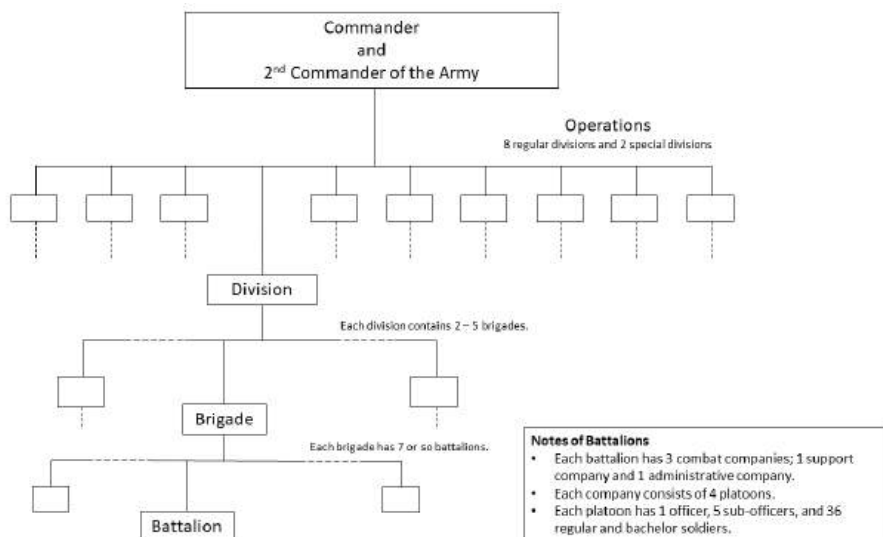 Commander
and
2nd Commander of the Army
Operations
8 regular divisions and 2 special divisions
Division
Each division contains 2 – 5 brigades.
Brigade
Each brigade has 7 or so battalions.
Battalion
Notes of Battalions
• Each battalion has 3 combat companies; 1 support
company and 1 administrative company.
• Each company consists of 4 platoons.
• Each platoon has 1 officer, 5 sub-officers, and 36
regular and bachelor soldiers.